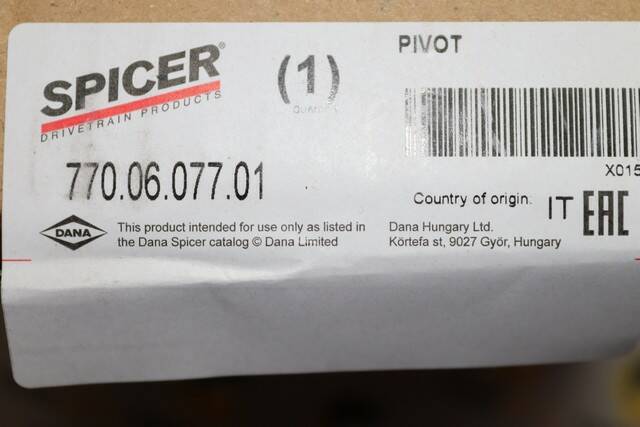 SPICER®
DRIVETRAIN PRODUCTS
(1)
QUANTITY
PIVOT
X015
770.06.077.01
Country of origin. IT
EAC
DANA
This product intended for use only as listed in
the Dana Spicer catalog © Dana Limited
Dana Hungary Ltd.
Körtefa st, 9027 Győr, Hungary